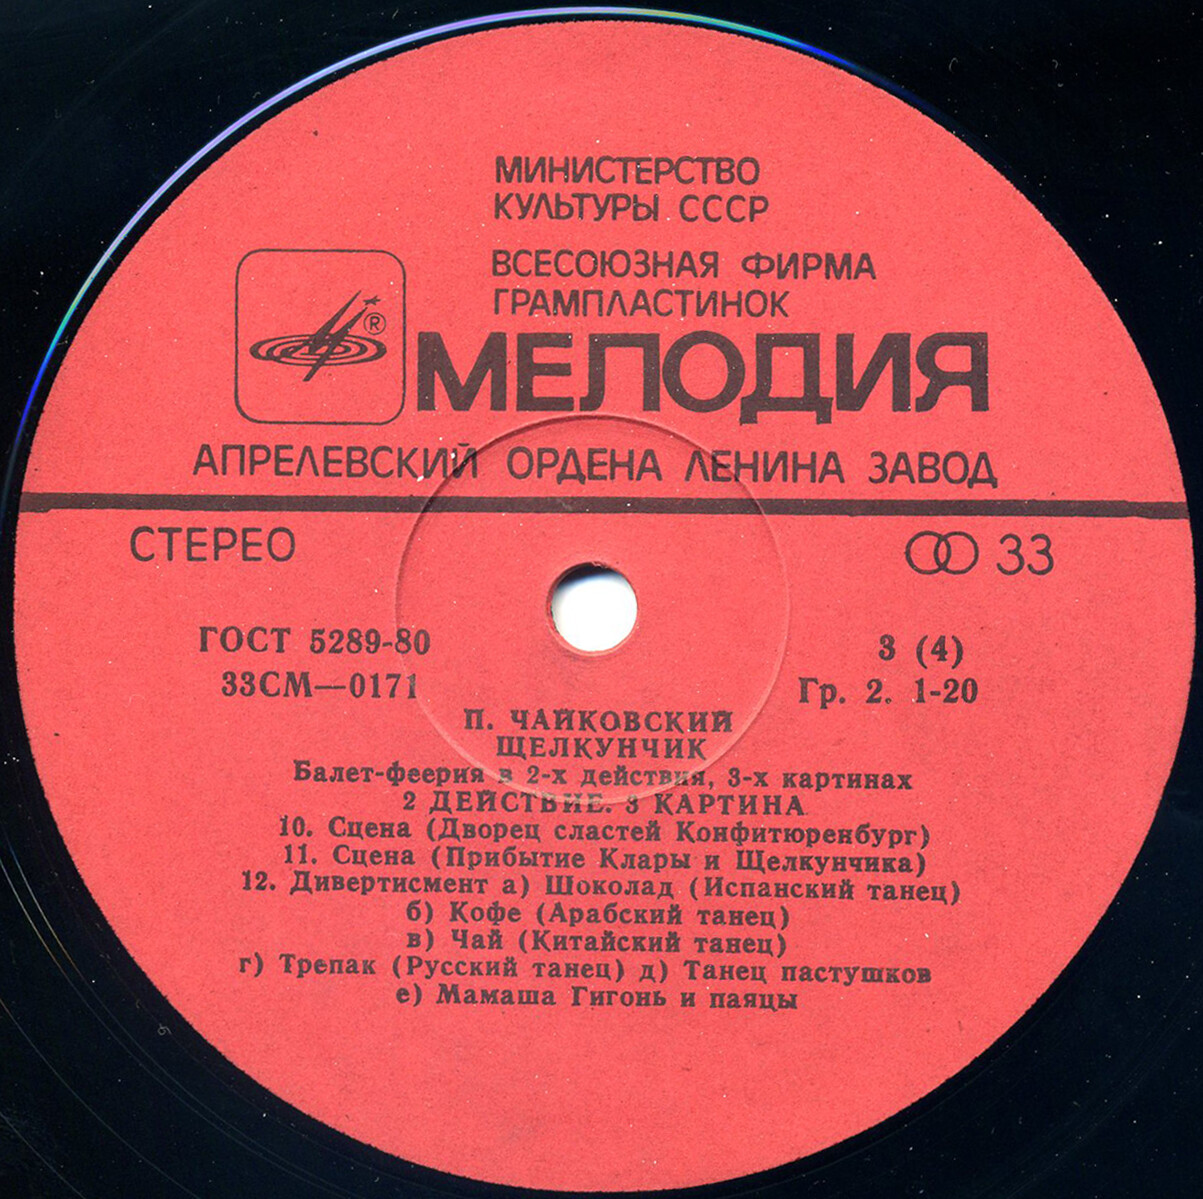 МИНИСТЕРСТВО
КУЛЬТУРЫ СССР
ВСЕСОЮЗНАЯ ФИРМА
ГРАМПЛАСТИНОК
®
МЕЛОДИЯ
АПРЕЛЕВСКИЙ ОРДЕНА ЛЕНИНА ЗАВОД
СТЕРЕО
33
ГОСТ 5289-80
33СМ—0171
3 (4)
Гр. 2. 1-20
П. ЧАЙКОВСКИЙ
ЩЕЛКУНЧИК
Балет-феерия в 2-х действия, 3-х картинах
2 ДЕЙСТВИЕ. 3 КАРТИНА
10. Сцена (Дворец сластей Конфитюренбург)
11. Сцена (Прибытие Клары и Щелкунчика)
12. Дивертисмент а) Шоколад (Испанский танец)
б) Кофе (Арабский танец)
в) Чай (Китайский танец)
г) Трепак (Русский танец) д) Танец пастушков
е) Мамаша Гигонь и паяцы